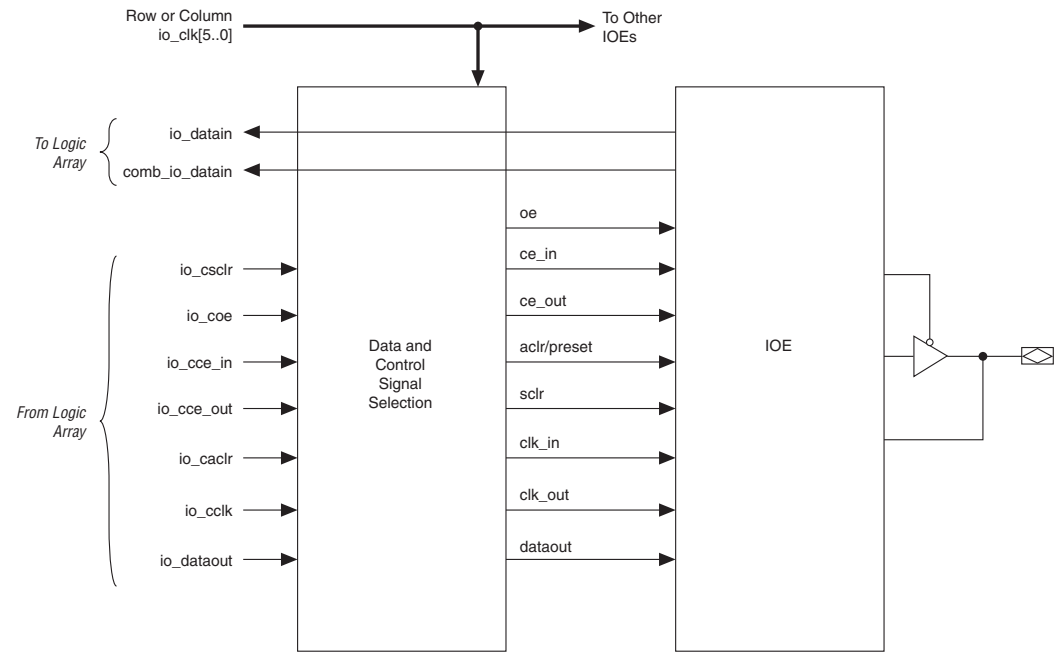 Row or Column
io_clk[5..0]
To Other
IOEs
To Logic
Array
io_datain
comb_io_datain
From Logic
Array
io_csclr
io_coe
io_cce_in
io_cce_out
io_caclr
io_cclk
io_dataout
Data and
Control
Signal
Selection
oe
ce_in
ce_out
aclr/preset
sclr
clk_in
clk_out
dataout
IOE